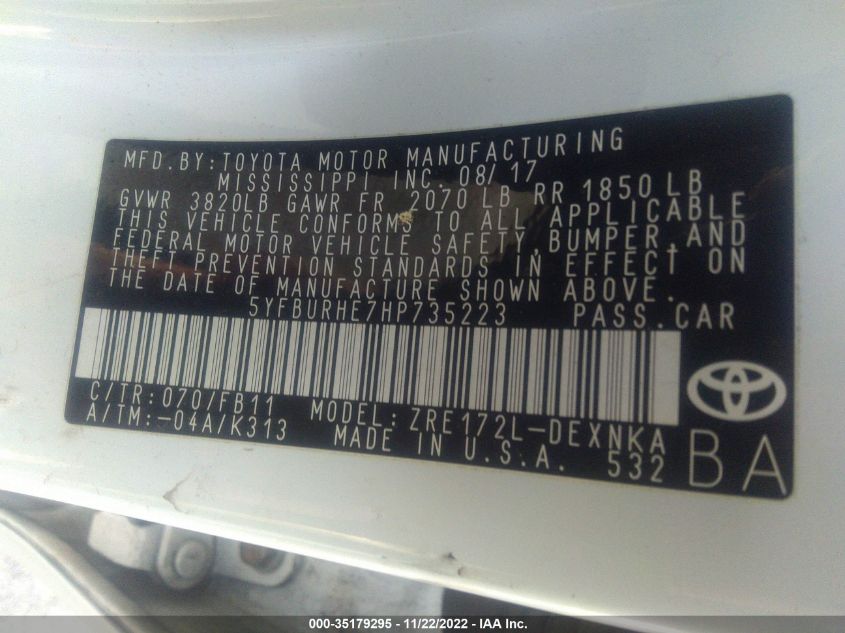 MFD.BY:TOYOTA MOTOR MANUFACTURING
MISSISSIPPI INC. 08/17
GVWR 3820LB GAWR FR 2070 LB RR 1850LB
THIS VEHICLE CONFORMS TO ALL APPLICABLE
FEDERAL MOTOR VEHICLE SAFETY,BUMPER,AND
THEFT PREVENTION STANDARDS IN EFFECT ON
THE DATE OF MANUFACTURE SHOWN ABOVE.
5YFBURHE7HP735223 PASS.CAR
C/TR:070/FB11 MODEL:ZRE172L-DEXNKA
A/TM:-04A/K313 MADE IN U.S.A. 532
BA
000-35179295 - 11/22/2022 - IAA Inc.